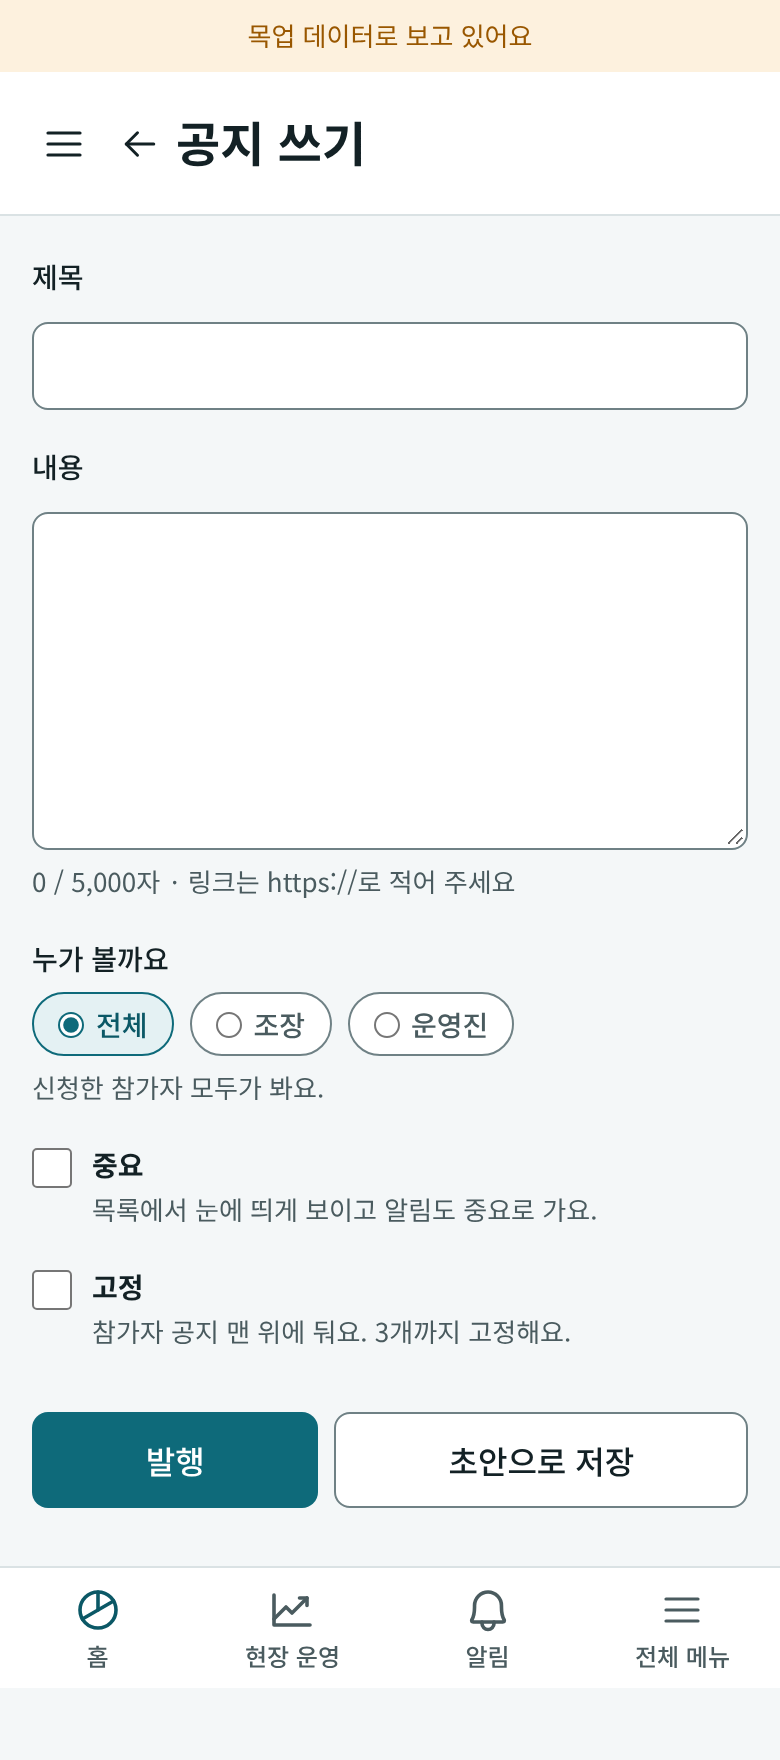 목업 데이터로 보고 있어요
공지 쓰기
제목
내용
0 / 5,000자 · 링크는 https://로 적어 주세요
누가 볼까요
전체 조장 운영진
신청한 참가자 모두가 봐요.
중요
목록에서 눈에 띄게 보이고 알림도 중요로 가요.
고정
참가자 공지 맨 위에 둬요. 3개까지 고정해요.
발행 초안으로 저장
홈 현장 운영 알림 전체 메뉴